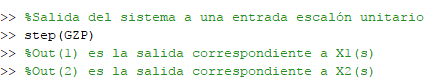 >> %Salida del sistema a una entrada escalón unitario
>> step(GZP)
>> %Out(1) es la salida correspondiente a X1(s)
>> %Out(2) es la salida correspondiente a X2(s)